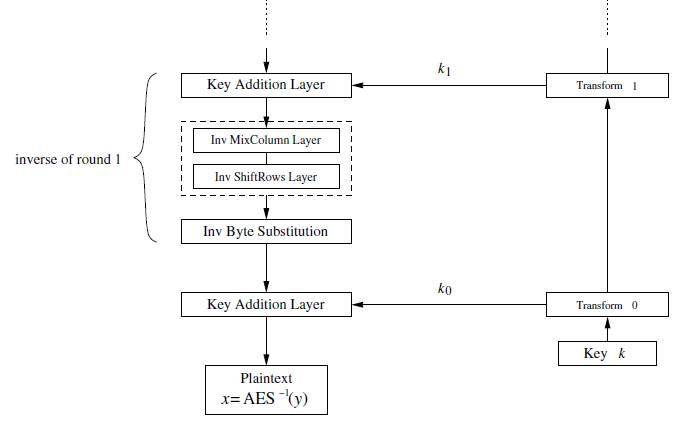 k1
Key Addition Layer
Transform 1
Inv MixColumn Layer
inverse of round 1
Inv ShiftRows Layer
Inv Byte Substitution
k0
Key Addition Layer
Transform 0
Key k
Plaintext
x= AES ⁻¹(y)